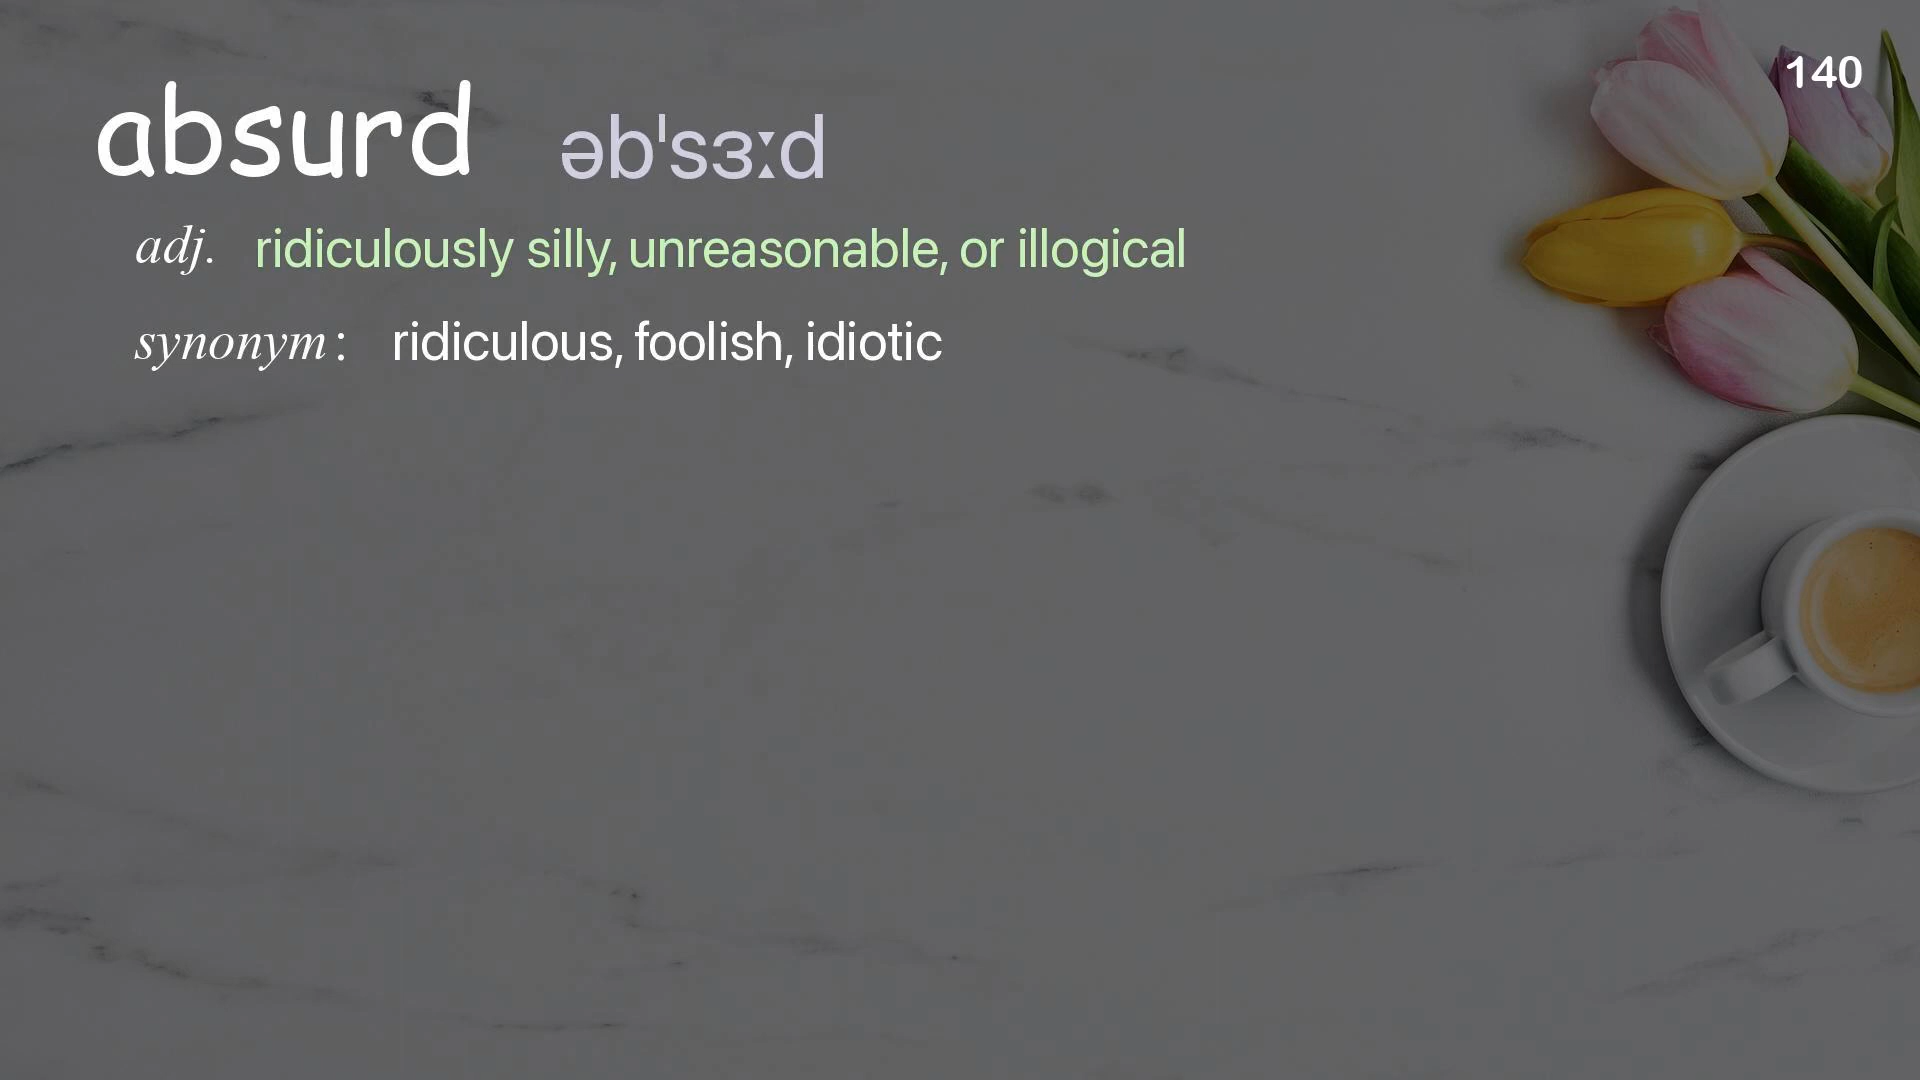 140
absurd əbˈsɜːd
adj. ridiculously silly, unreasonable, or illogical
synonym: ridiculous, foolish, idiotic